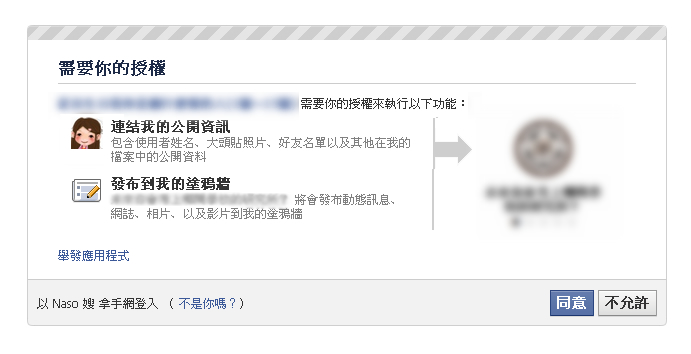 需要你的授權
需要你的授權來執行以下功能：
連結我的公開資訊
包含使用者姓名、大頭貼照片、好友名單以及其他在我的
檔案中的公開資料
發布到我的塗鴉牆
將會發布動態訊息、
網誌、相片、以及影片到我的塗鴉牆
舉發應用程式
以 Naso 嫂 拿手網登入 （ 不是你嗎？）
同意
不允許